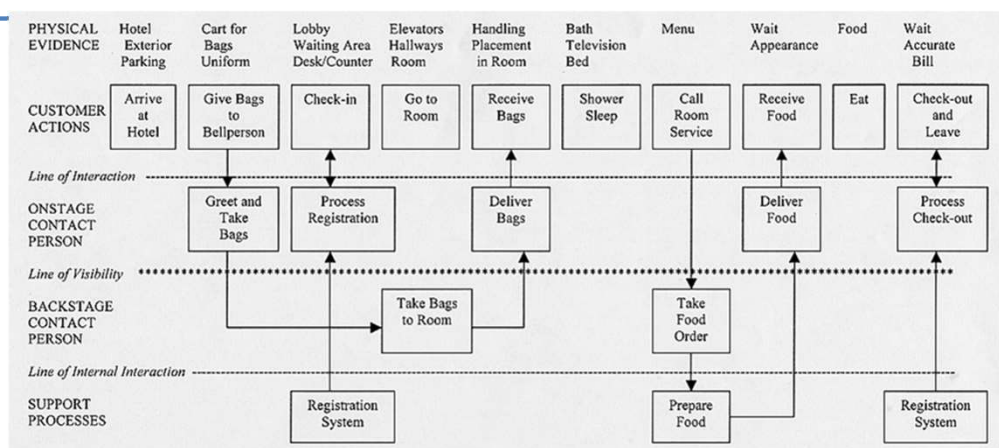 PHYSICAL
EVIDENCE
Hotel
Exterior
Parking
Cart for
Bags
Uniform
Lobby
Waiting Area
Desk/Counter
Elevators
Hallways
Room
Handling
Placement
in Room
Bath
Television
Bed
Menu
Wait
Appearance
Food
Wait
Accurate
Bill
CUSTOMER
ACTIONS
Arrive
at
Hotel
Give Bags
to
Bellperson
Check-in
Go to
Room
Receive
Bags
Shower
Sleep
Call
Room
Service
Receive
Food
Eat
Check-out
and
Leave
Line of Interaction
ONSTAGE
CONTACT
PERSON
Greet and
Take
Bags
Process
Registration
Deliver
Bags
Deliver
Food
Process
Check-out
Line of Visibility
BACKSTAGE
CONTACT
PERSON
Take Bags
to Room
Take
Food
Order
Line of Internal Interaction
SUPPORT
PROCESSES
Registration
System
Prepare
Food
Registration
System